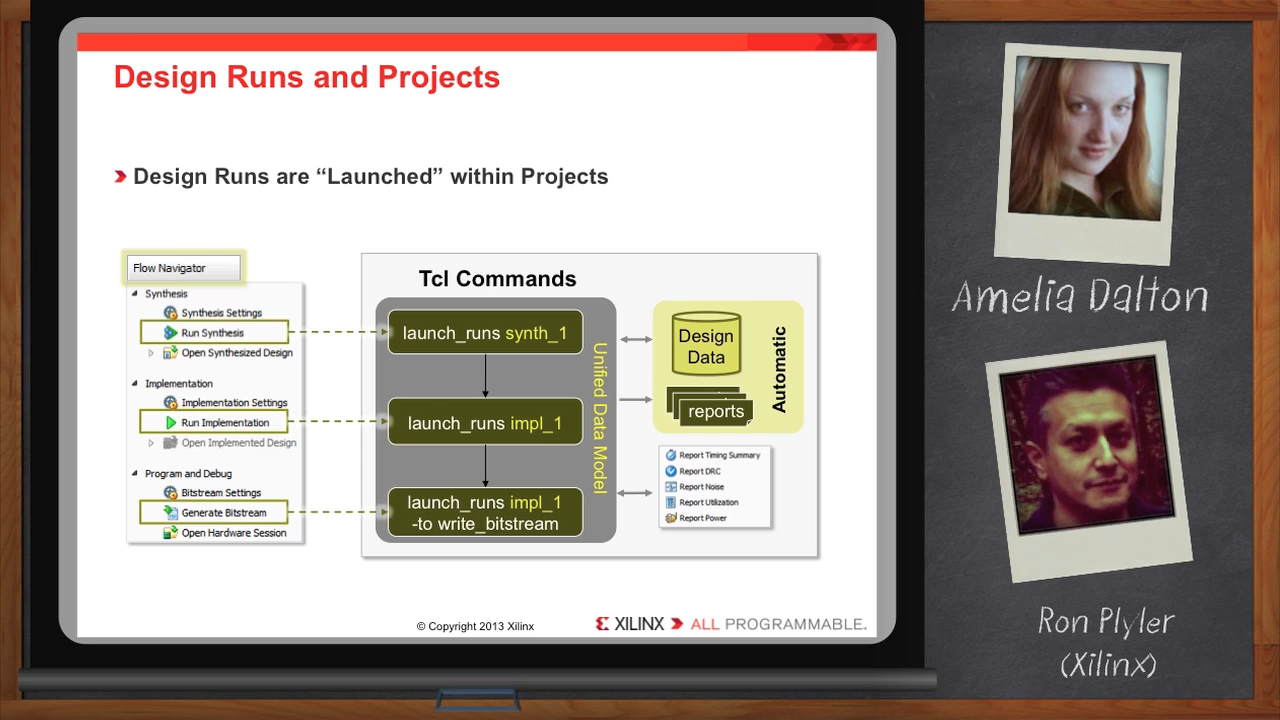 Design Runs and Projects
Design Runs are “Launched” within Projects
Flow Navigator
Synthesis
Synthesis Settings
Run Synthesis
Open Synthesized Design
Implementation
Implementation Settings
Run Implementation
Open Implemented Design
Program and Debug
Bitstream Settings
Generate Bitstream
Open Hardware Session
Tcl Commands
launch_runs synth_1
launch_runs impl_1
launch_runs impl_1
-to write_bitstream
Unified Data Model
Design
Data
reports
Automatic
Report Timing Summary
Report DRC
Report Noise
Report Utilization
Report Power
© Copyright 2013 Xilinx
XILINX ALL PROGRAMMABLE.
Amelia Dalton
Ron Plyler
(Xilinx)